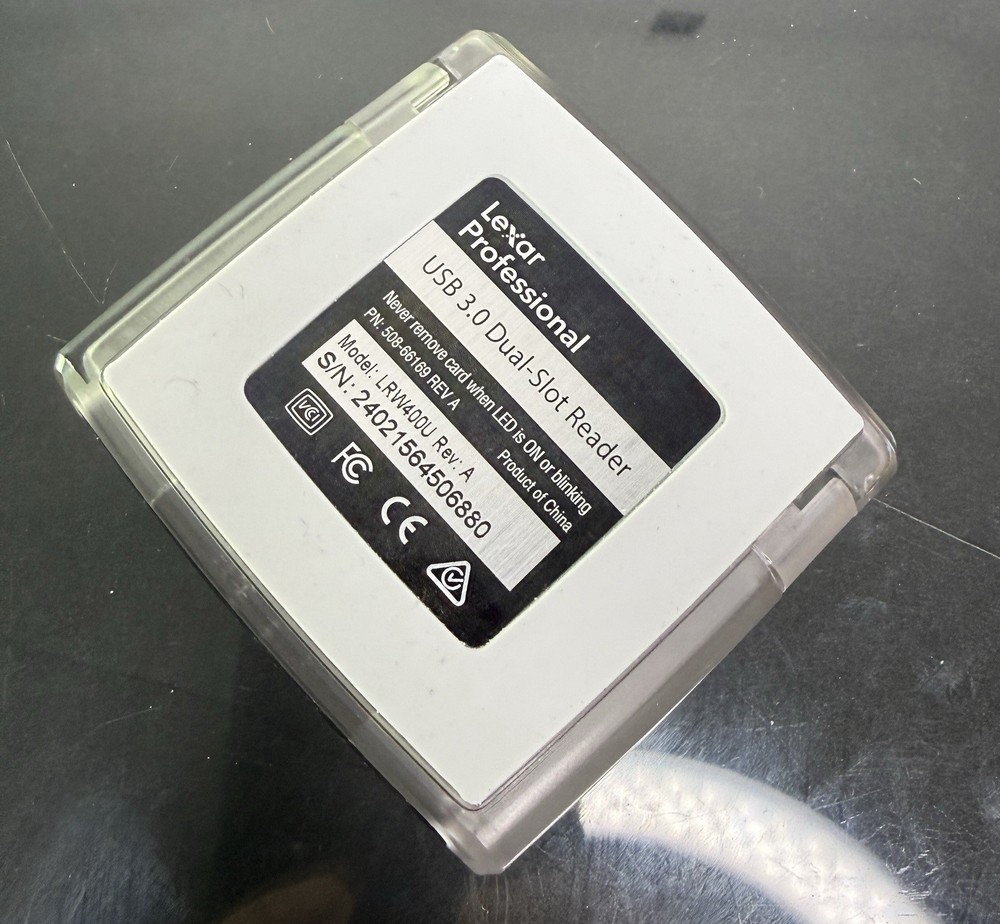 Lexar
Professional
USB 3.0 Dual-Slot Reader
Never remove card when LED is ON or blinking
PN: 508-66169 REV A
Product of China
Model: LRW400U Rev: A
S/N: 24021564506880
VCI
FC
CE